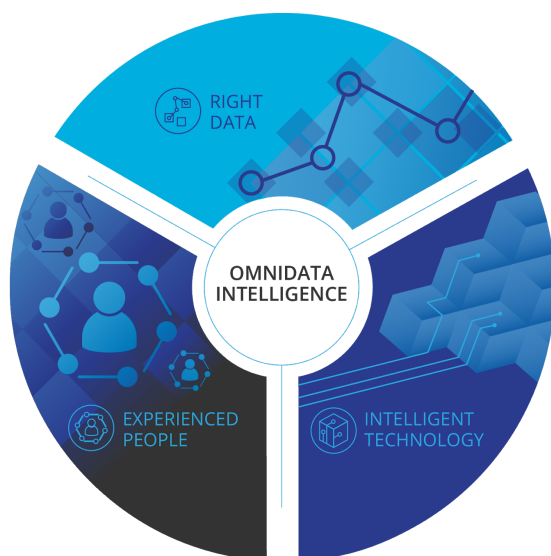 RIGHT
DATA
OMNIDATA
INTELLIGENCE
EXPERIENCED
PEOPLE
INTELLIGENT
TECHNOLOGY